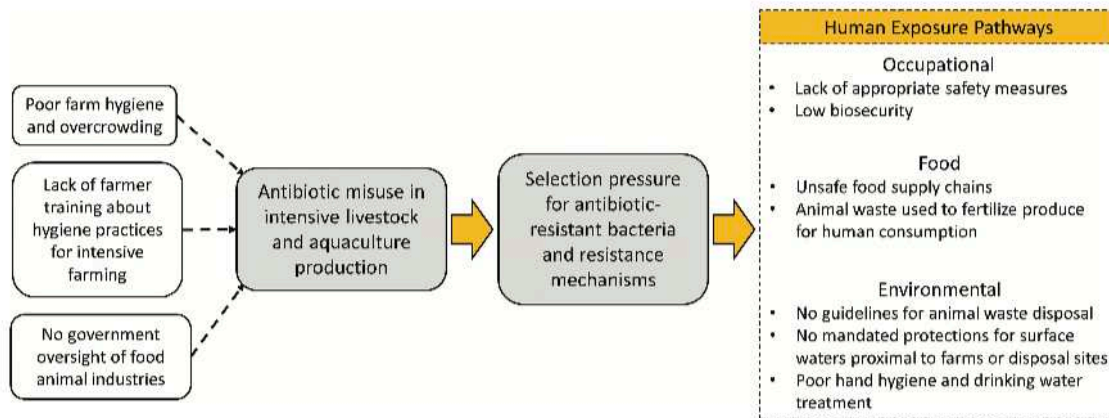 Poor farm hygiene
and overcrowding
Lack of farmer
training about
hygiene practices
for intensive
farming
No government
oversight of food
animal industries
Antibiotic misuse in
intensive livestock
and aquaculture
production
Selection pressure
for antibiotic-
resistant bacteria
and resistance
mechanisms
Human Exposure Pathways
Occupational
• Lack of appropriate safety measures
• Low biosecurity
Food
• Unsafe food supply chains
• Animal waste used to fertilize produce
for human consumption
Environmental
• No guidelines for animal waste disposal
• No mandated protections for surface
waters proximal to farms or disposal sites
• Poor hand hygiene and drinking water
treatment